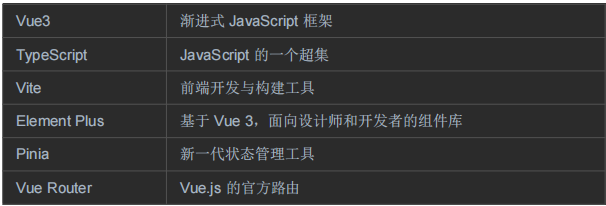 Vue3 渐进式 JavaScript 框架
TypeScript JavaScript 的一个超集
Vite 前端开发与构建工具
Element Plus 基于 Vue 3，面向设计师和开发者的组件库
Pinia 新一代状态管理工具
Vue Router Vue.js 的官方路由